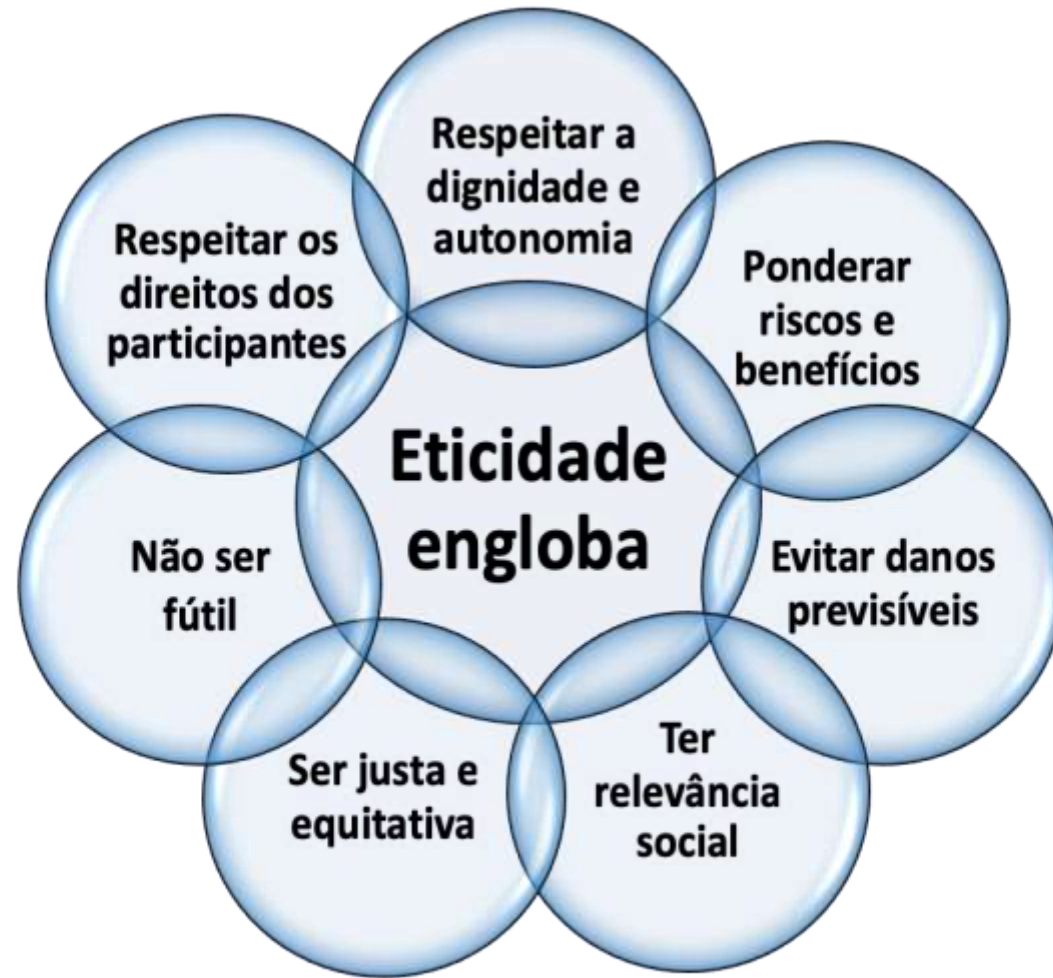 Respeitar a
dignidade e
autonomia
Ponderar
riscos e
benefícios
Evitar danos
previsíveis
Ter
relevância
social
Ser justa e
equitativa
Não ser
fútil
Respeitar os
direitos dos
participantes
Eticidade
engloba